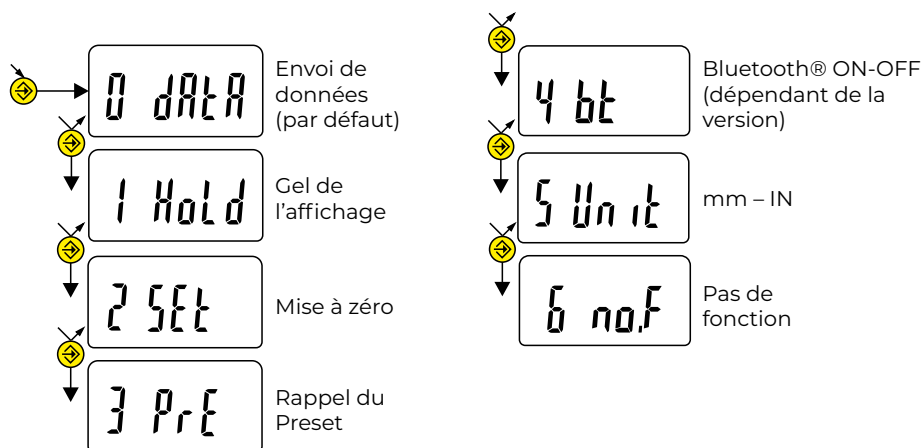 0 dAtA
Envoi de
données
(par défaut)
1 HoLd
Gel de
l’affichage
2 SEt
Mise à zéro
3 PrE
Rappel du
Preset
4 bt
Bluetooth® ON-OFF
(dépendant de la
version)
5 Unit
mm – IN
6 no.F
Pas de
fonction